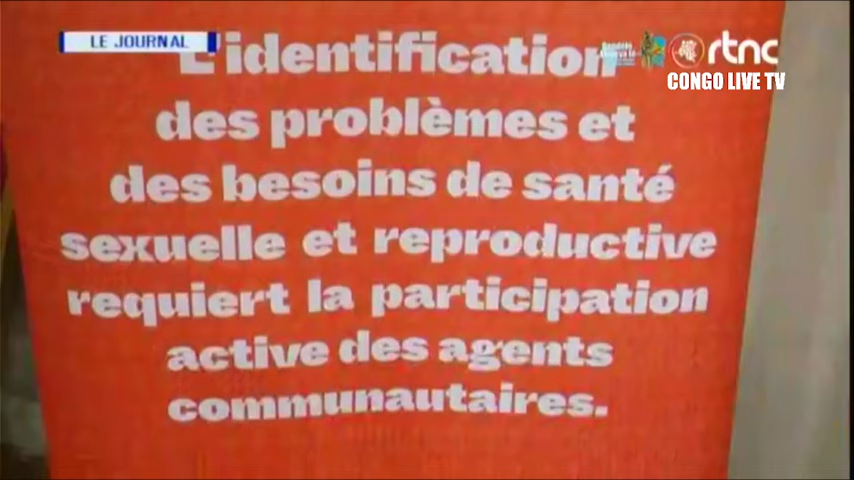 LE JOURNAL
rtnc
CONGO LIVE TV
L'identification
des problèmes et
des besoins de santé
sexuelle et reproductive
requiert la participation
active des agents
communautaires.